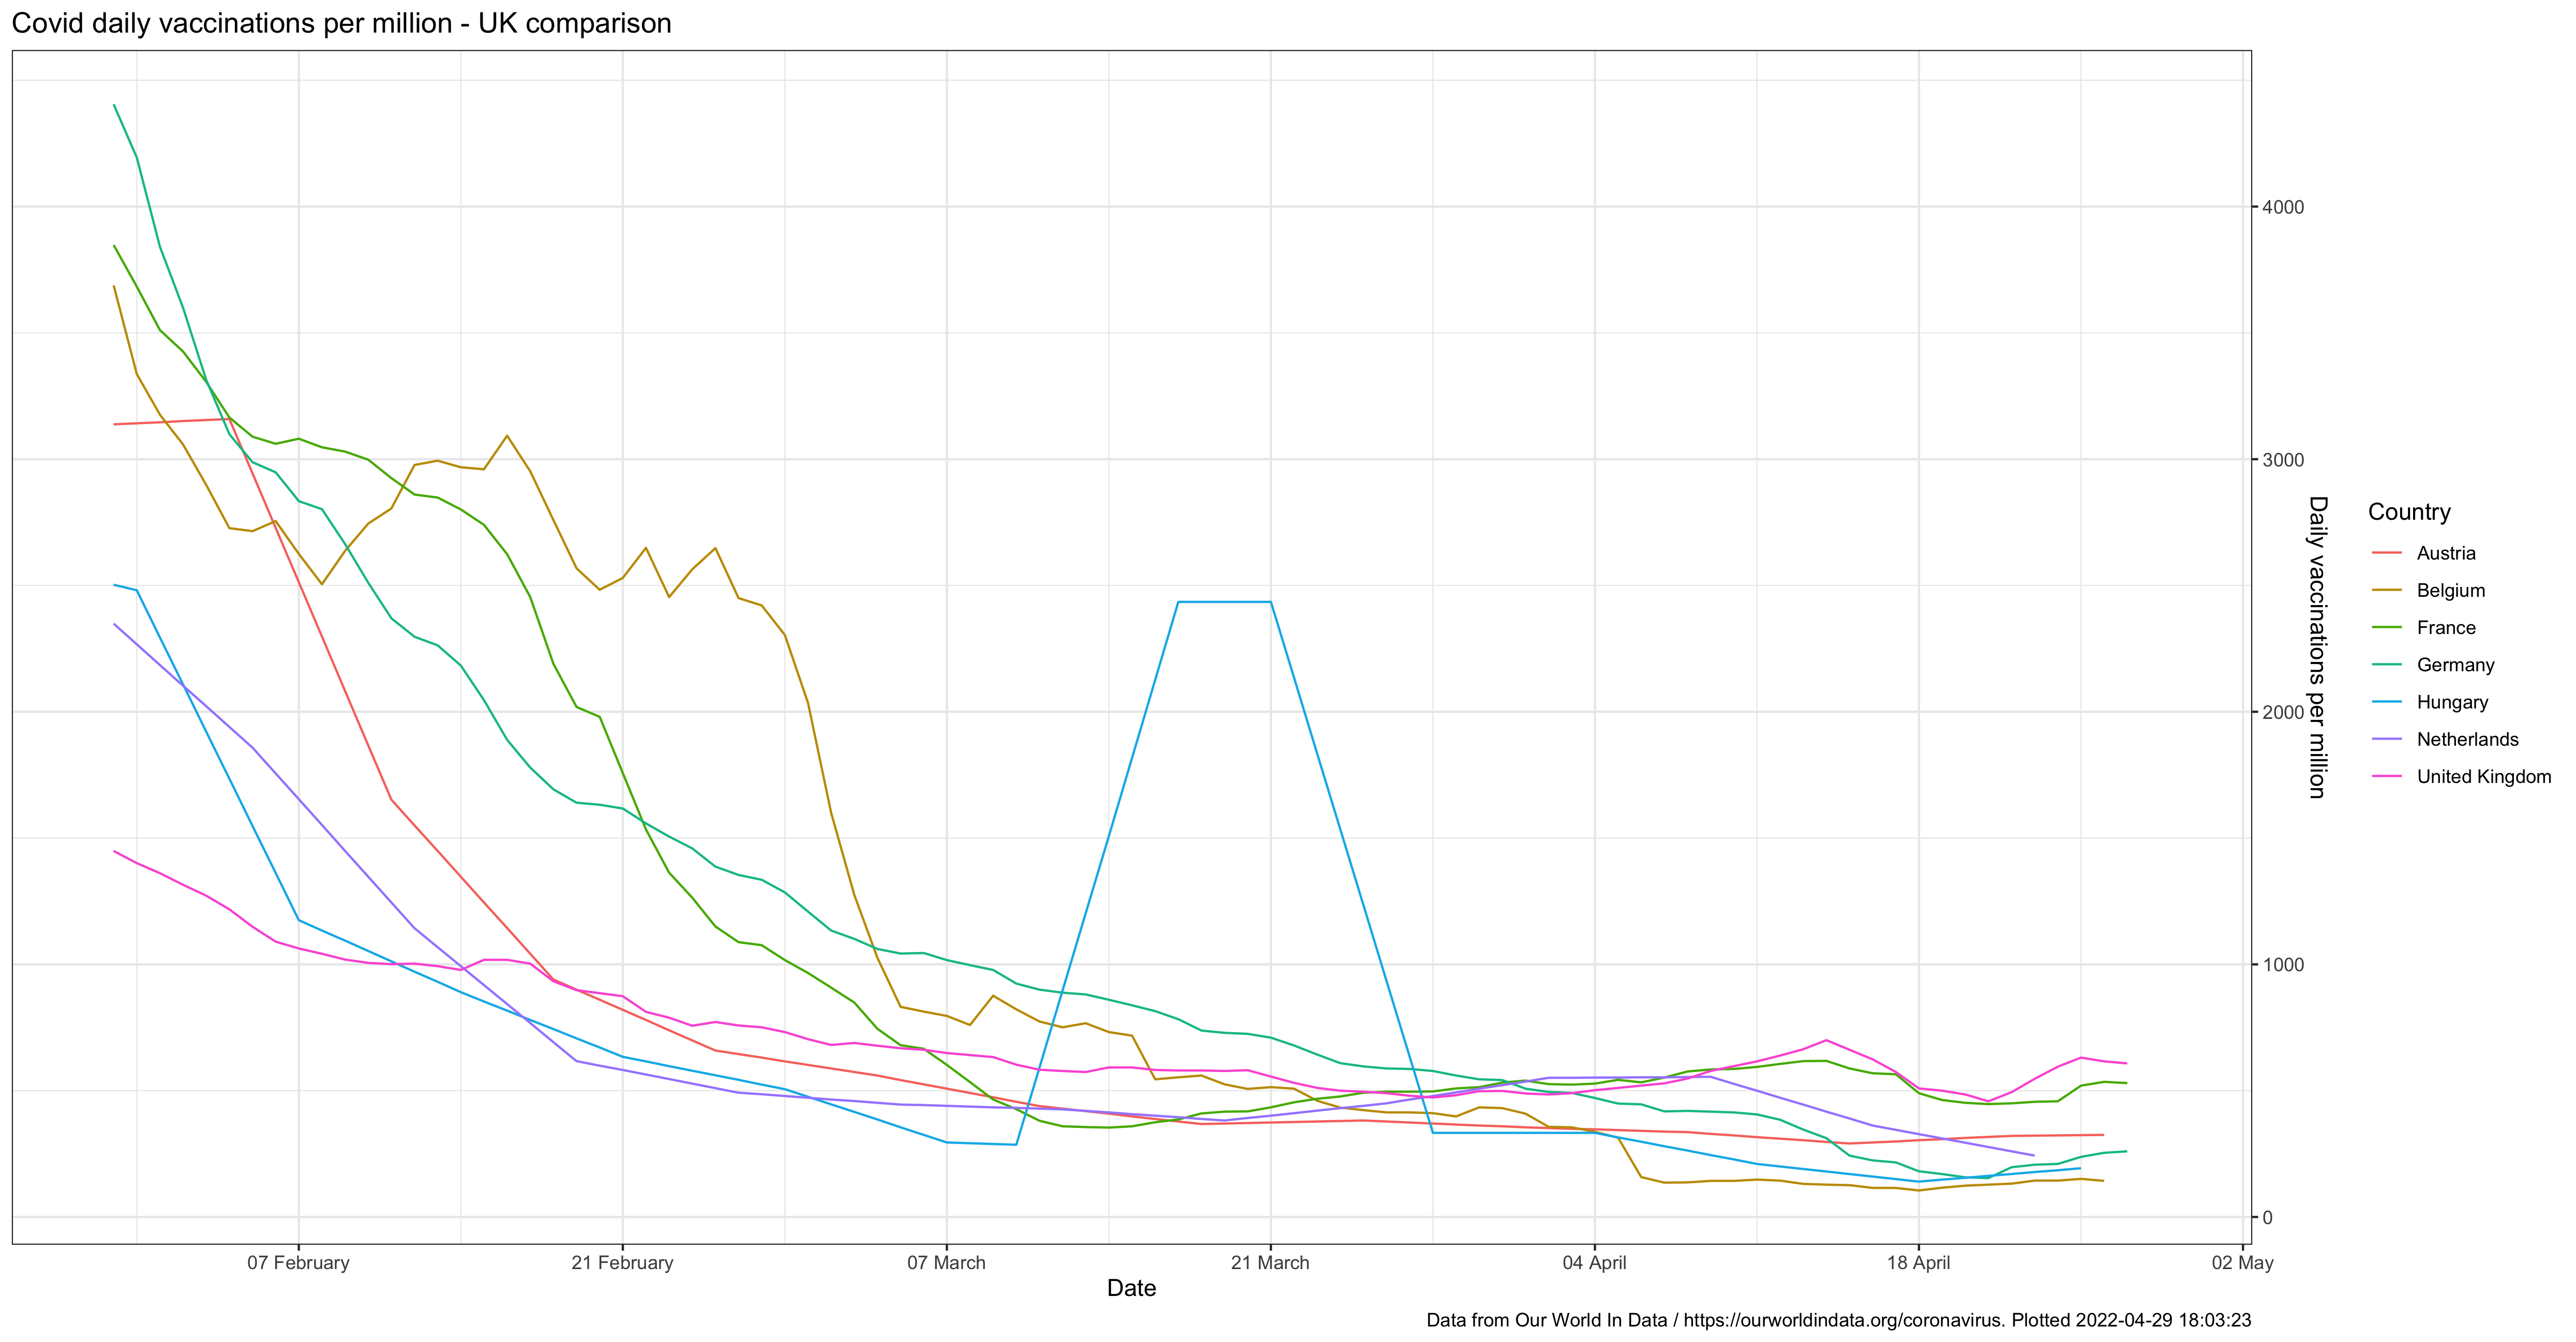 Covid daily vaccinations per million - UK comparison
4000
3000
2000
1000
0
Daily vaccinations per million
Country
Austria
Belgium
France
Germany
Hungary
Netherlands
United Kingdom
07 February
21 February
07 March
21 March
04 April
18 April
02 May
Date
Data from Our World In Data / https://ourworldindata.org/coronavirus. Plotted 2022-04-29 18:03:23